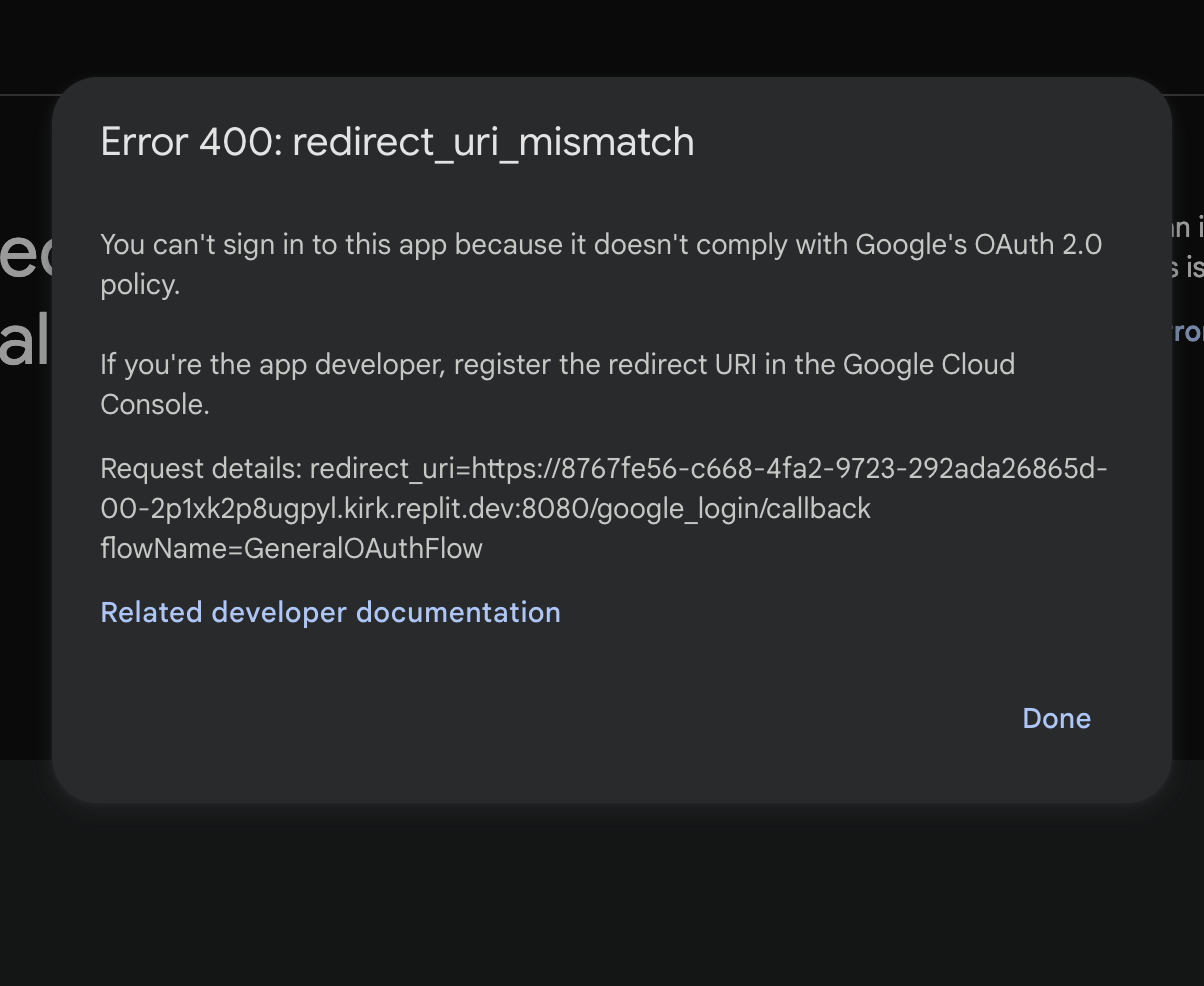 Error 400: redirect_uri_mismatch
You can't sign in to this app because it doesn't comply with Google's OAuth 2.0
policy.
If you're the app developer, register the redirect URI in the Google Cloud
Console.
Request details: redirect_uri=https://8767fe56-c668-4fa2-9723-292ada26865d-
00-2p1xk2p8ugpyl.kirk.replit.dev:8080/google_login/callback
flowName=GeneralOAuthFlow
Related developer documentation
Done